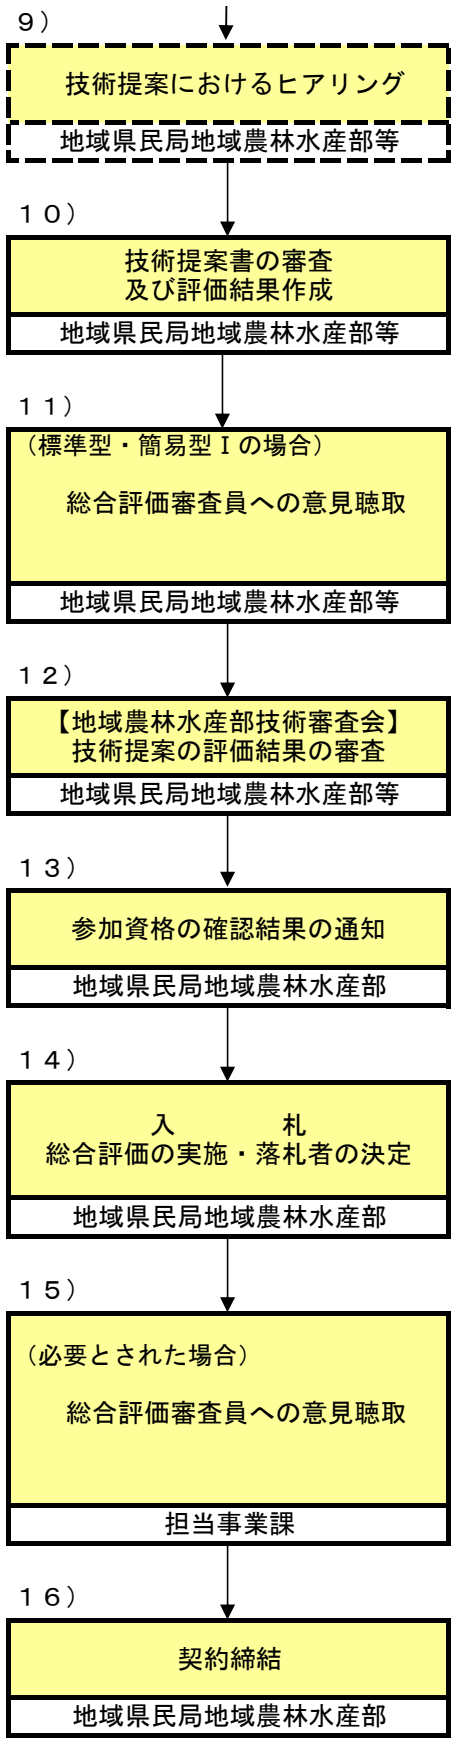 ９）
技術提案におけるヒアリング
地域県民局地域農林水産部等
１０）
技術提案書の審査
及び評価結果作成
地域県民局地域農林水産部等
１１）
（標準型・簡易型Ⅰの場合）
総合評価審査員への意見聴取
地域県民局地域農林水産部等
１２）
【地域農林水産部技術審査会】
技術提案の評価結果の審査
地域県民局地域農林水産部等
１３）
参加資格の確認結果の通知
地域県民局地域農林水産部
１４）
入　　　　札
総合評価の実施・落札者の決定
地域県民局地域農林水産部
１５）
（必要とされた場合）
総合評価審査員への意見聴取
担当事業課
１６）
契約締結
地域県民局地域農林水産部